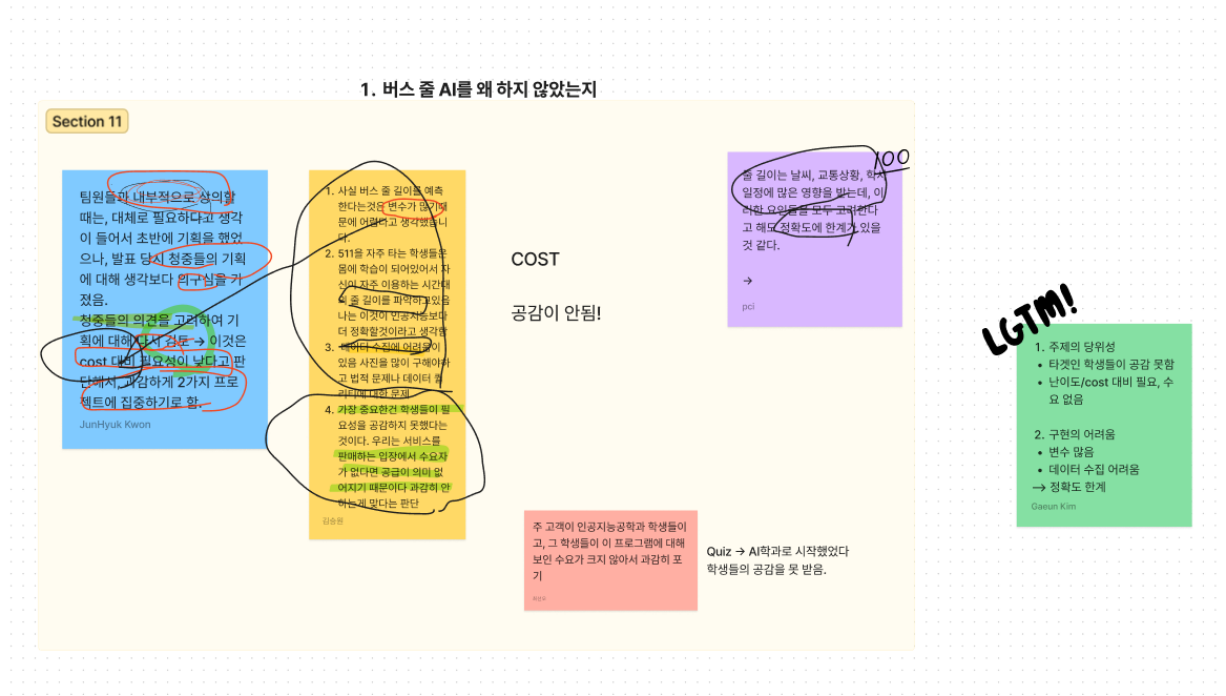 1. 버스 줄 AI를 왜 하지 않았는지
Section 11
팀원들과 내부적으로 상의할
때는, 대체로 필요하다고 생각
이 들어서 초반에 기획을 했었
으나, 발표 당시 청중들의 기획
에 대해 생각보다 의구심을 가
졌음.
청중들의 의견을 고려하여 기
획에 대해 다시 검토 → 이것은
cost 대비 필요성이 낮다고 판
단해서, 과감하게 2가지 프로
젝트에 집중하기로 함.
JunHyuk Kwon
1. 사실 버스 줄 길이를 예측
한다는것은 변수가 많기때
문에 어렵다고 생각했습니
다.
2. 511을 자주 타는 학생들은
몸에 학습이 되어있어서 자
신이 자주 이용하는 시간대
의 줄 길이를 파악하고있음
나는 이것이 인공지능보다
더 정확할것이라고 생각함
3. 데이터 수집에 어려움이
있음 사진을 많이 구해야하
고 법적 문제나 데이터 퀄
리티에 대한 문제
4. 가장 중요한건 학생들이 필
요성을 공감하지 못했다는
것이다. 우리는 서비스를
판매하는 입장에서 수요자
가 없다면 공급이 의미 없
어지기 때문이다 과감히 안
하는게 맞다는 판단
김승원
COST
공감이 안됨!
100
줄 길이는 날씨, 교통상황, 학사
일정에 많은 영향을 받는데, 이
러한 요인들을 모두 고려한다
고 해도 정확도에 한계가 있을
것 같다.
→
pci
주 고객이 인공지능공학과 학생들이
고, 그 학생들이 이 프로그램에 대해
보인 수요가 크지 않아서 과감히 포
기
Quiz → AI학과로 시작했었다
학생들의 공감을 못 받음.
LGTM!
1. 주제의 당위성
• 타겟인 학생들이 공감 못함
• 난이도/cost 대비 필요, 수
요 없음
2. 구현의 어려움
• 변수 많음
• 데이터 수집 어려움
→ 정확도 한계
Gaeun Kim